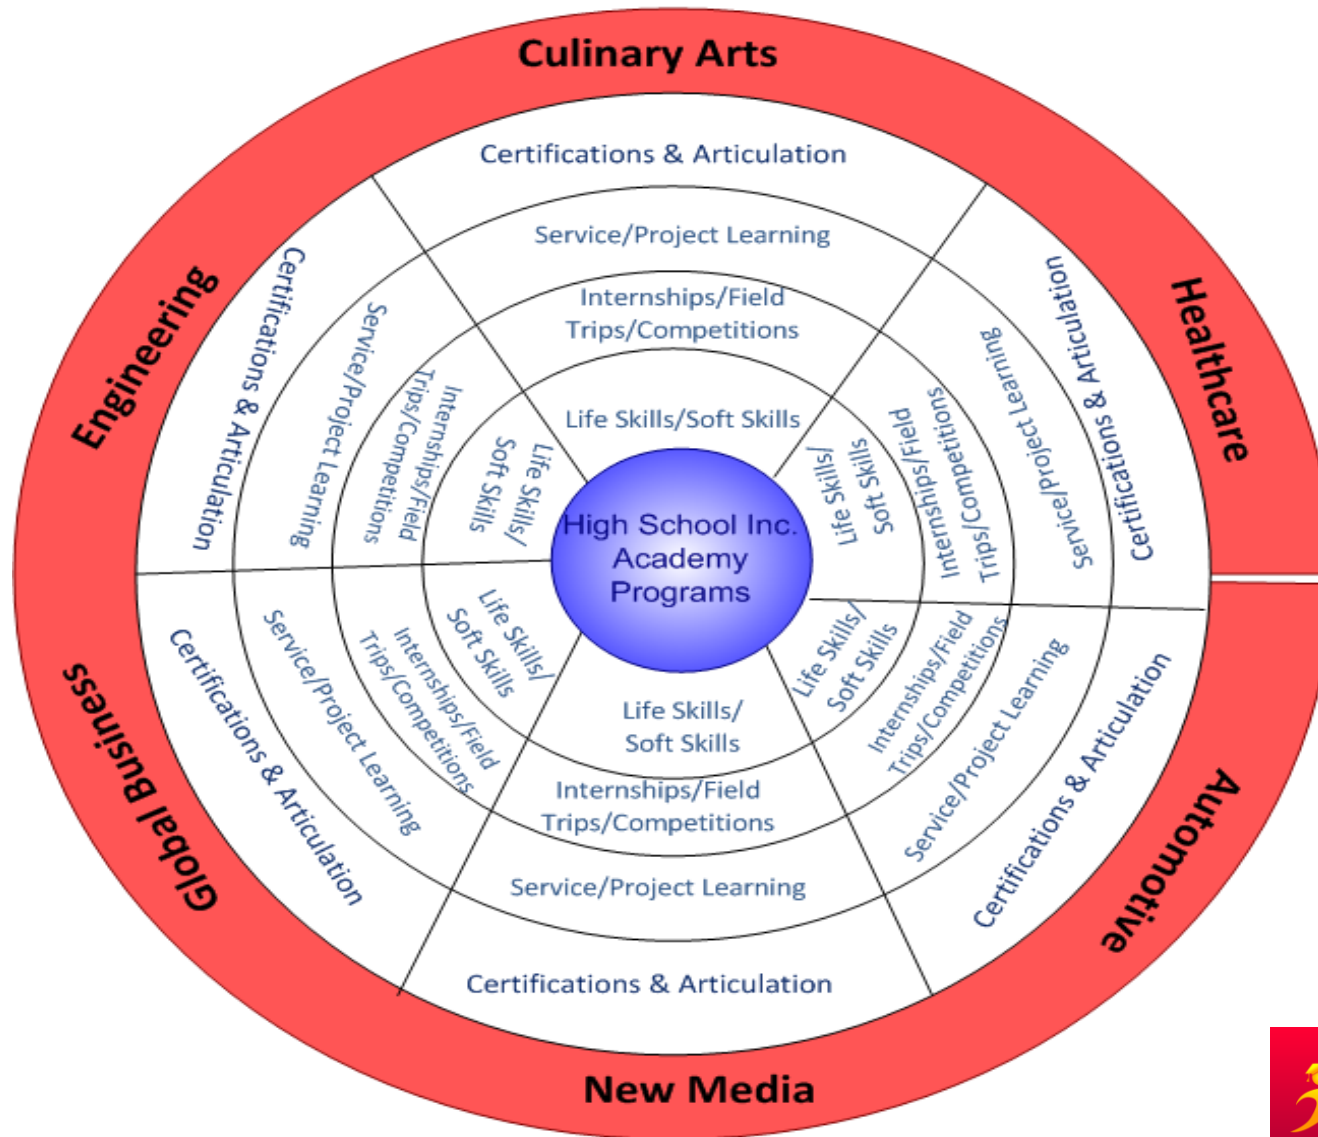 Culinary Arts
Certifications & Articulation
Service/Project Learning
Internships/Field
Trips/Competitions
Life Skills/Soft Skills
Healthcare
Certifications & Articulation
Service/Project Learning
Internships/Field
Trips/Competitions
Life Skills/
Soft Skills
Automotive
Certifications & Articulation
Service/Project Learning
Internships/Field
Trips/Competitions
Life Skills/
Soft Skills
New Media
Certifications & Articulation
Service/Project Learning
Internships/Field
Trips/Competitions
Life Skills/
Soft Skills
Global Business
Certifications & Articulation
Service/Project Learning
Internships/Field
Trips/Competitions
Life Skills/
Soft Skills
Engineering
Certifications & Articulation
Service/Project Learning
Internships/Field
Trips/Competitions
Life Skills/
Soft Skills
High School Inc.
Academy
Programs